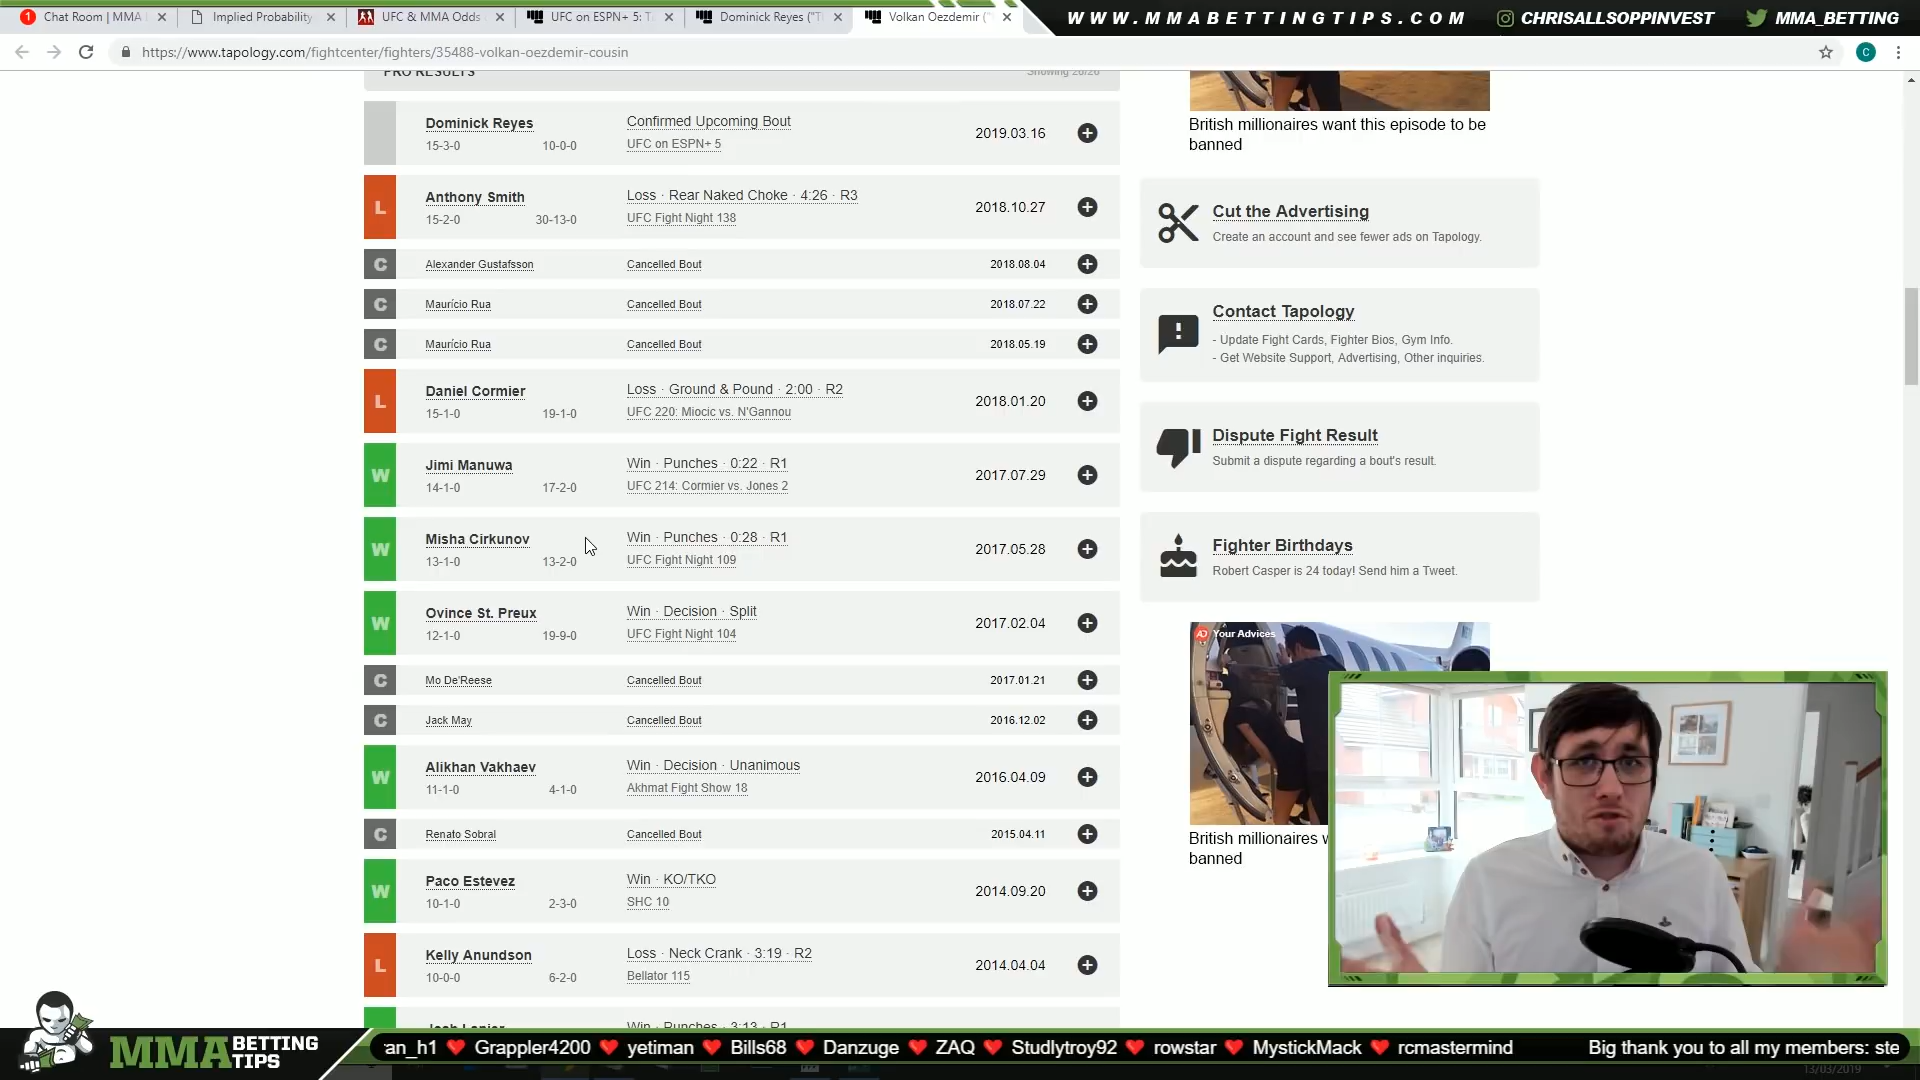 1 Chat Room | MMA
Implied Probability
UFC & MMA Odds
UFC on ESPN+ 5: T
Dominick Reyes ("T
Volkan Oezdemir ("
WWW.MMABETTINGTIPS.COM
CHRISALLSOPPINVEST
MMA_BETTING
https://www.tapology.com/fightcenter/fighters/35488-volkan-oezdemir-cousin
C
PRO RESULTS
Showing 26/26
Dominick Reyes
Confirmed Upcoming Bout
2019.03.16
15-3-0
10-0-0
UFC on ESPN+ 5
L
Anthony Smith
Loss · Rear Naked Choke · 4:26 · R3
2018.10.27
15-2-0
30-13-0
UFC Fight Night 138
C
Alexander Gustafsson
Cancelled Bout
2018.08.04
C
Maurício Rua
Cancelled Bout
2018.07.22
C
Maurício Rua
Cancelled Bout
2018.05.19
L
Daniel Cormier
Loss · Ground & Pound · 2:00 · R2
2018.01.20
15-1-0
19-1-0
UFC 220: Miocic vs. N'Gannou
W
Jimi Manuwa
Win · Punches · 0:22 · R1
2017.07.29
14-1-0
17-2-0
UFC 214: Cormier vs. Jones 2
W
Misha Cirkunov
Win · Punches · 0:28 · R1
2017.05.28
13-1-0
13-2-0
UFC Fight Night 109
W
Ovince St. Preux
Win · Decision · Split
2017.02.04
12-1-0
19-9-0
UFC Fight Night 104
C
Mo De'Reese
Cancelled Bout
2017.01.21
C
Jack May
Cancelled Bout
2016.12.02
W
Alikhan Vakhaev
Win · Decision · Unanimous
2016.04.09
11-1-0
4-1-0
Akhmat Fight Show 18
C
Renato Sobral
Cancelled Bout
2015.04.11
W
Paco Estevez
Win · KO/TKO
2014.09.20
10-1-0
2-3-0
SHC 10
L
Kelly Anundson
Loss · Neck Crank · 3:19 · R2
2014.04.04
10-0-0
6-2-0
Bellator 115
Win · Punches · 3:13 · R1
British millionaires want this episode to be
banned
Cut the Advertising
Create an account and see fewer ads on Tapology.
Contact Tapology
- Update Fight Cards, Fighter Bios, Gym Info.
- Get Website Support, Advertising, Other inquiries.
Dispute Fight Result
Submit a dispute regarding a bout's result.
Fighter Birthdays
Robert Casper is 24 today! Send him a Tweet.
Your Advices
British millionaires w
banned
MMA BETTING
TIPS
an_h1 ❤ Grappler4200 ❤ yetiman ❤ Bills68 ❤ Danzuge ❤ ZAQ ❤ Studlytroy92 ❤ rowstar ❤ MystickMack ❤ rcmastermind
Big thank you to all my members: ste
13/03/2019